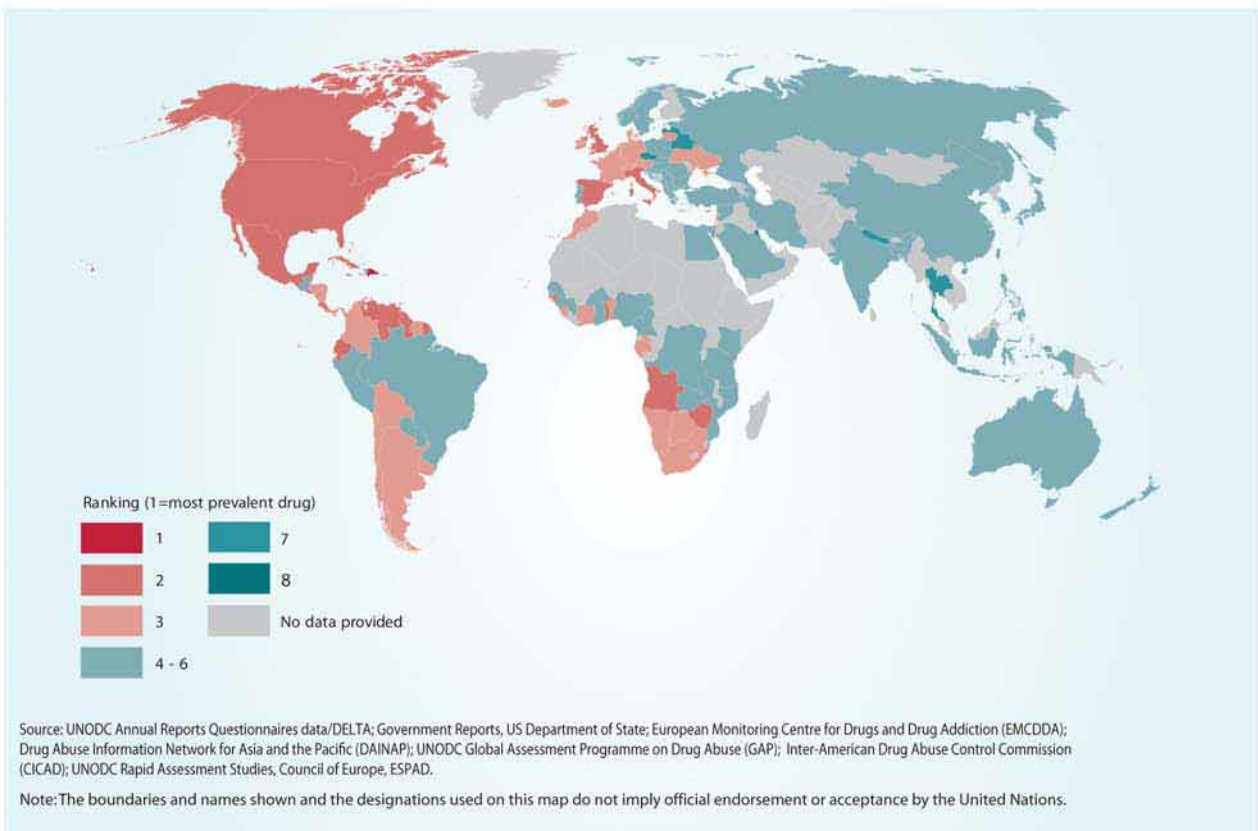 Ranking (1=most prevalent drug)
1
7
2
8
3
No data provided
4 - 6
Source: UNODC Annual Reports Questionnaires data/DELTA; Government Reports, US Department of State; European Monitoring Centre for Drugs and Drug Addiction (EMCDDA);
Drug Abuse Information Network for Asia and the Pacific (DAINAP); UNODC Global Assessment Programme on Drug Abuse (GAP); Inter-American Drug Abuse Control Commission
(CICAD); UNODC Rapid Assessment Studies, Council of Europe, ESPAD.
Note: The boundaries and names shown and the designations used on this map do not imply official endorsement or acceptance by the United Nations.